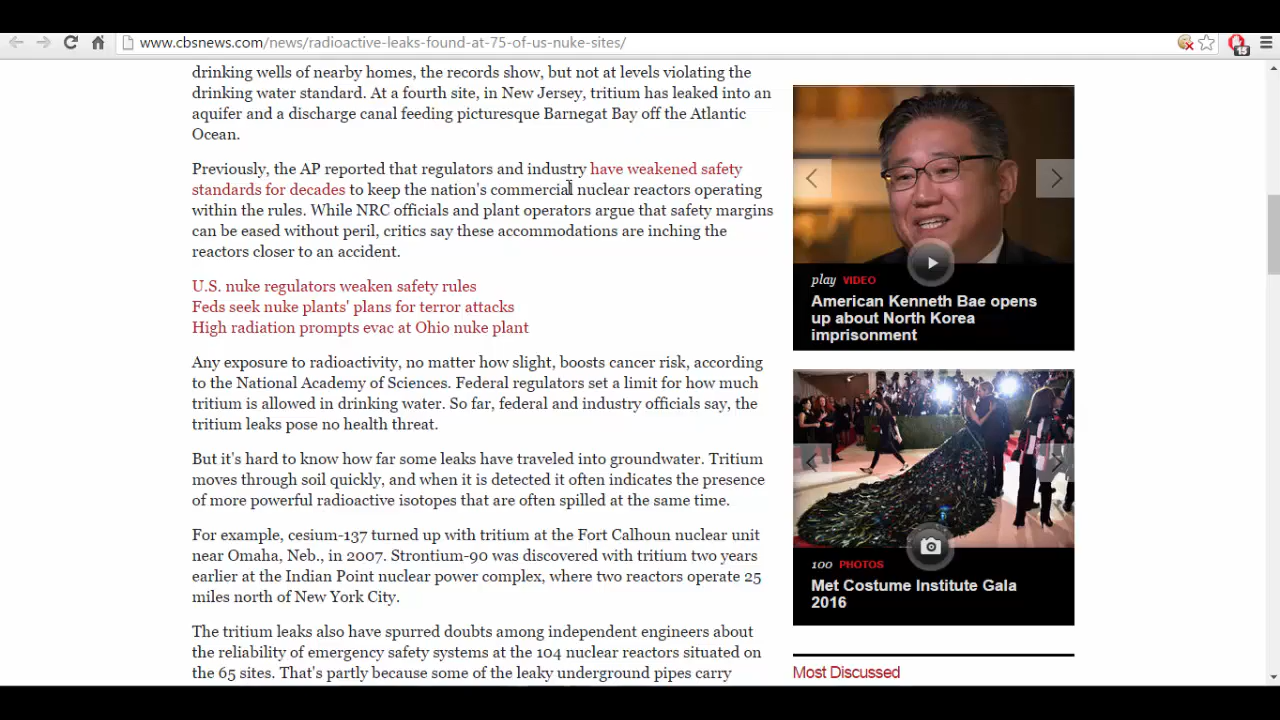 www.cbsnews.com/news/radioactive-leaks-found-at-75-of-us-nuke-sites/
15
drinking wells of nearby homes, the records show, but not at levels violating the
drinking water standard. At a fourth site, in New Jersey, tritium has leaked into an
aquifer and a discharge canal feeding picturesque Barnegat Bay off the Atlantic
Ocean.
Previously, the AP reported that regulators and industry have weakened safety
standards for decades to keep the nation's commercial nuclear reactors operating
within the rules. While NRC officials and plant operators argue that safety margins
can be eased without peril, critics say these accommodations are inching the
reactors closer to an accident.
U.S. nuke regulators weaken safety rules
Feds seek nuke plants' plans for terror attacks
High radiation prompts evac at Ohio nuke plant
Any exposure to radioactivity, no matter how slight, boosts cancer risk, according
to the National Academy of Sciences. Federal regulators set a limit for how much
tritium is allowed in drinking water. So far, federal and industry officials say, the
tritium leaks pose no health threat.
But it's hard to know how far some leaks have traveled into groundwater. Tritium
moves through soil quickly, and when it is detected it often indicates the presence
of more powerful radioactive isotopes that are often spilled at the same time.
For example, cesium-137 turned up with tritium at the Fort Calhoun nuclear unit
near Omaha, Neb., in 2007. Strontium-90 was discovered with tritium two years
earlier at the Indian Point nuclear power complex, where two reactors operate 25
miles north of New York City.
The tritium leaks also have spurred doubts among independent engineers about
the reliability of emergency safety systems at the 104 nuclear reactors situated on
the 65 sites. That's partly because some of the leaky underground pipes carry
play VIDEO
American Kenneth Bae opens
up about North Korea
imprisonment
100 PHOTOS
Met Costume Institute Gala
2016
Most Discussed